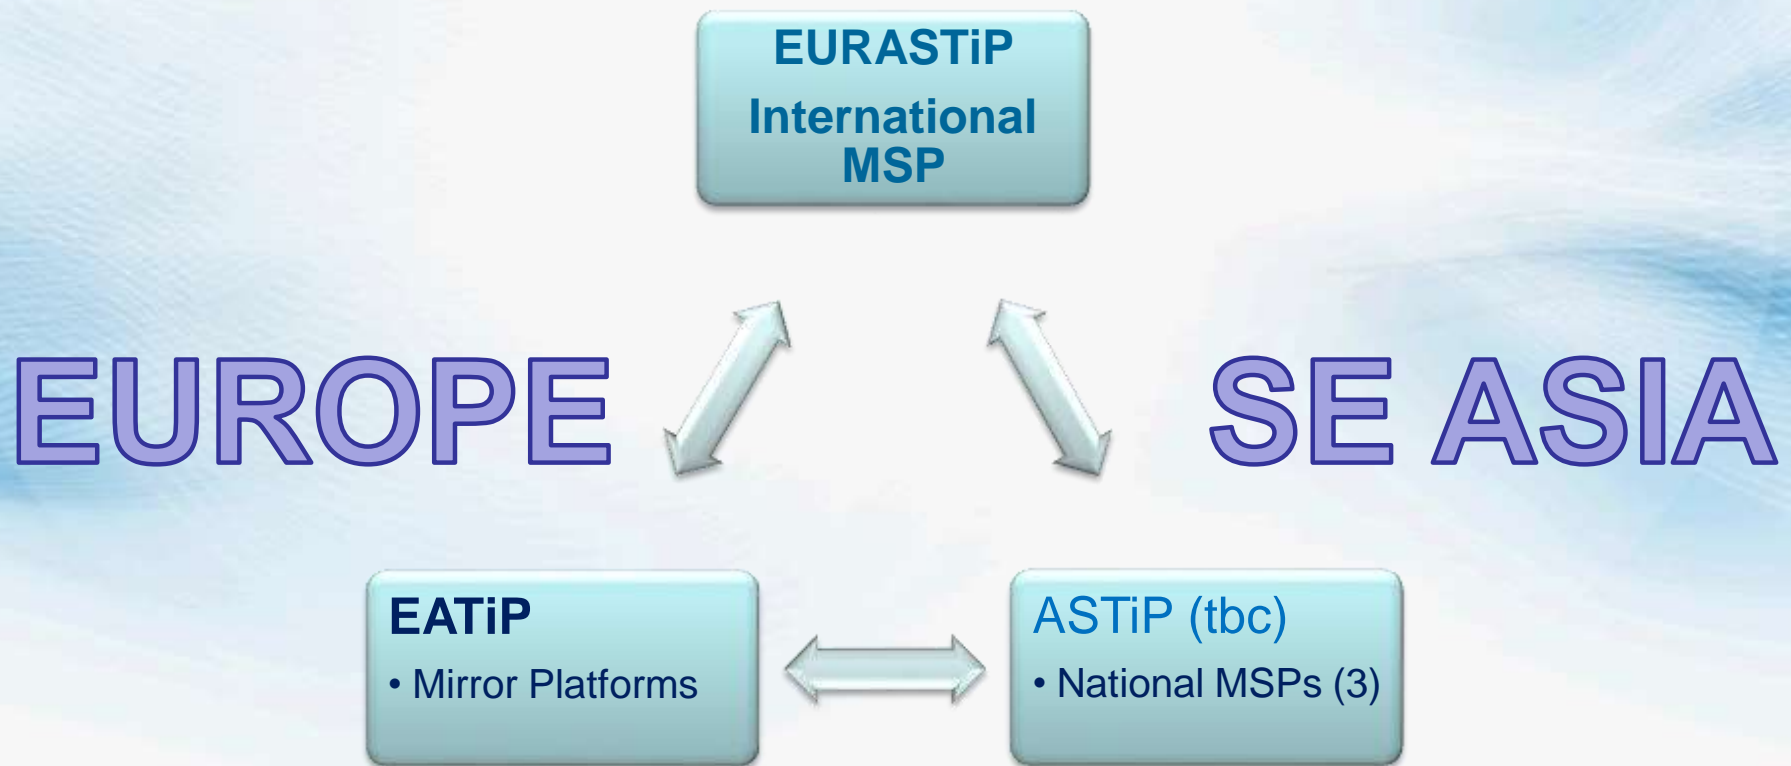 EURASTiP
International
MSP
EUROPE
SE ASIA
EATiP
• Mirror Platforms
ASTiP (tbc)
• National MSPs (3)